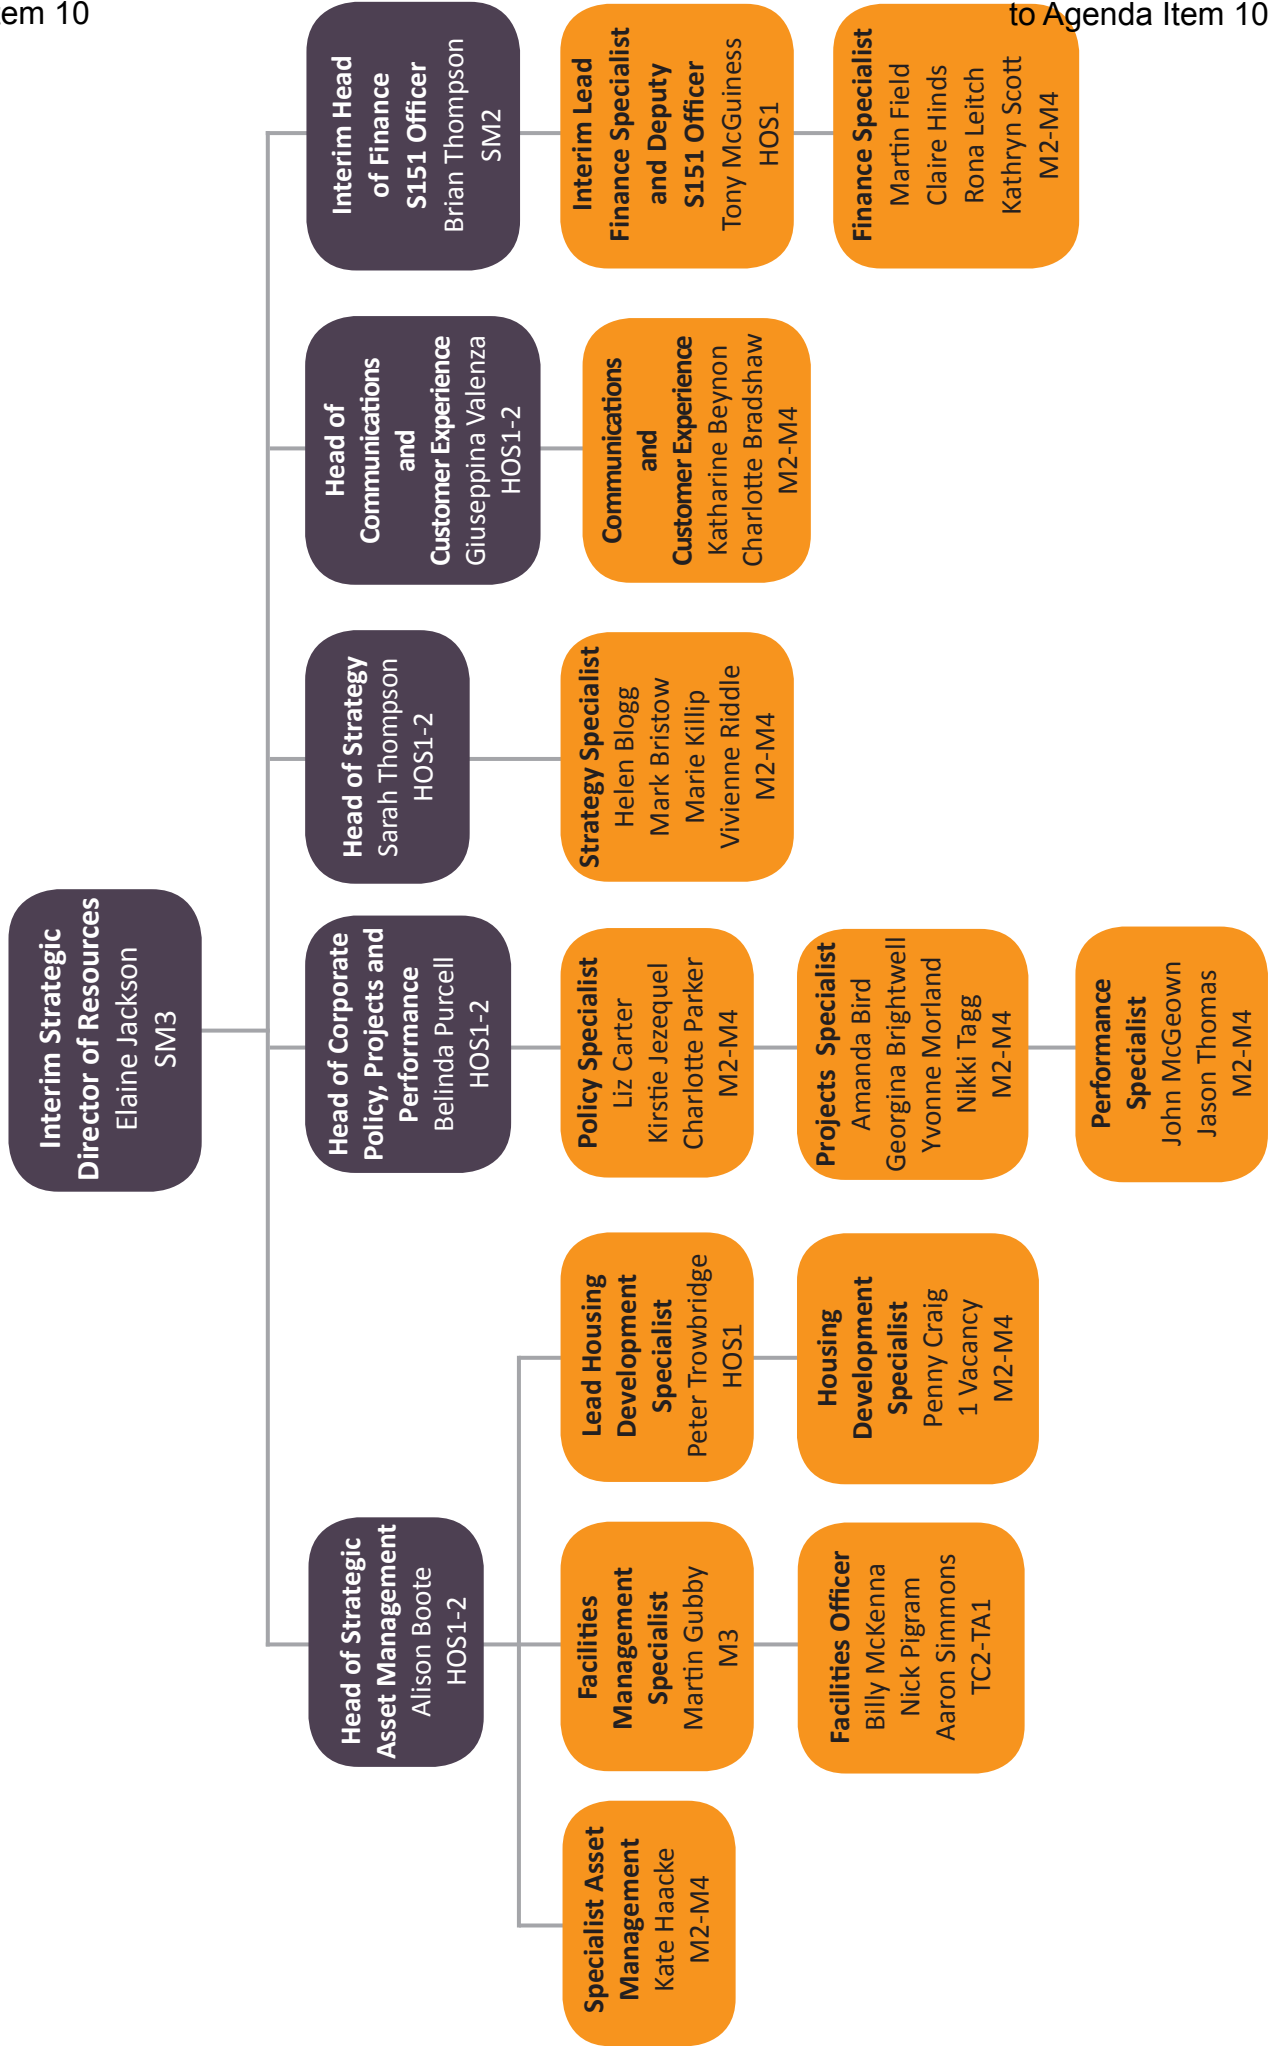 em 10
to Agenda Item 10
Interim Strategic
Director of Resources
Elaine Jackson
SM3
Head of Strategic
Asset Management
Alison Boote
HOS1-2
Specialist Asset
Management
Kate Haacke
M2-M4
Facilities
Management
Specialist
Martin Gubby
M3
Facilities Officer
Billy McKenna
Nick Pigram
Aaron Simmons
TC2-TA1
Lead Housing
Development
Specialist
Peter Trowbridge
HOS1
Housing
Development
Specialist
Penny Craig
1 Vacancy
M2-M4
Head of Corporate
Policy, Projects and
Performance
Belinda Purcell
HOS1-2
Policy Specialist
Liz Carter
Kirstie Jezequel
Charlotte Parker
M2-M4
Projects Specialist
Amanda Bird
Georgina Brightwell
Yvonne Morland
Nikki Tagg
M2-M4
Performance
Specialist
John McGeown
Jason Thomas
M2-M4
Head of Strategy
Sarah Thompson
HOS1-2
Strategy Specialist
Helen Blogg
Mark Bristow
Marie Killip
Vivienne Riddle
M2-M4
Head of
Communications
and
Customer Experience
Giuseppina Valenza
HOS1-2
Communications
and
Customer Experience
Katharine Beynon
Charlotte Bradshaw
M2-M4
Interim Head
of Finance
S151 Officer
Brian Thompson
SM2
Interim Lead
Finance Specialist
and Deputy
S151 Officer
Tony McGuiness
HOS1
Finance Specialist
Martin Field
Claire Hinds
Rona Leitch
Kathryn Scott
M2-M4